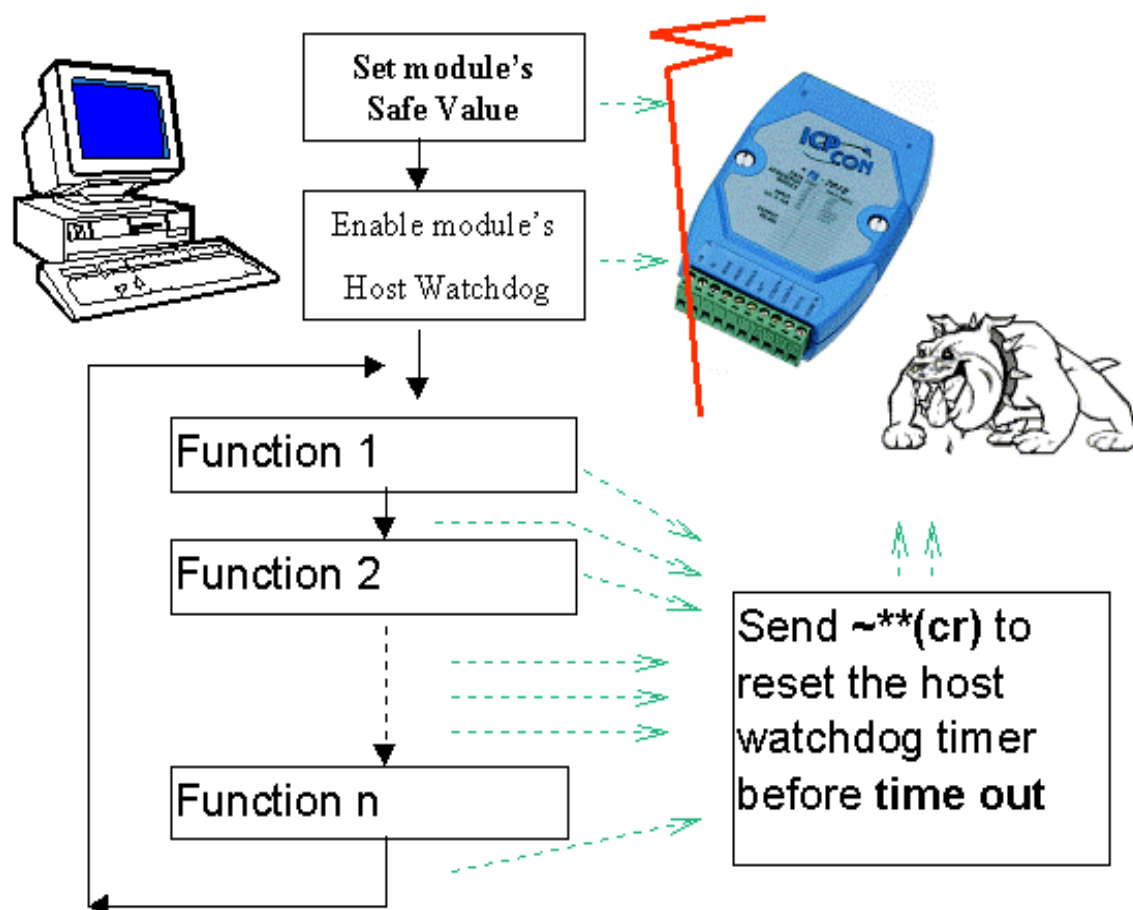 Set module's
Safe Value
ICP
CON
Enable module's
Host Watchdog
Function 1
Function 2
Send ~**(cr) to
reset the host
watchdog timer
before time out
Function n